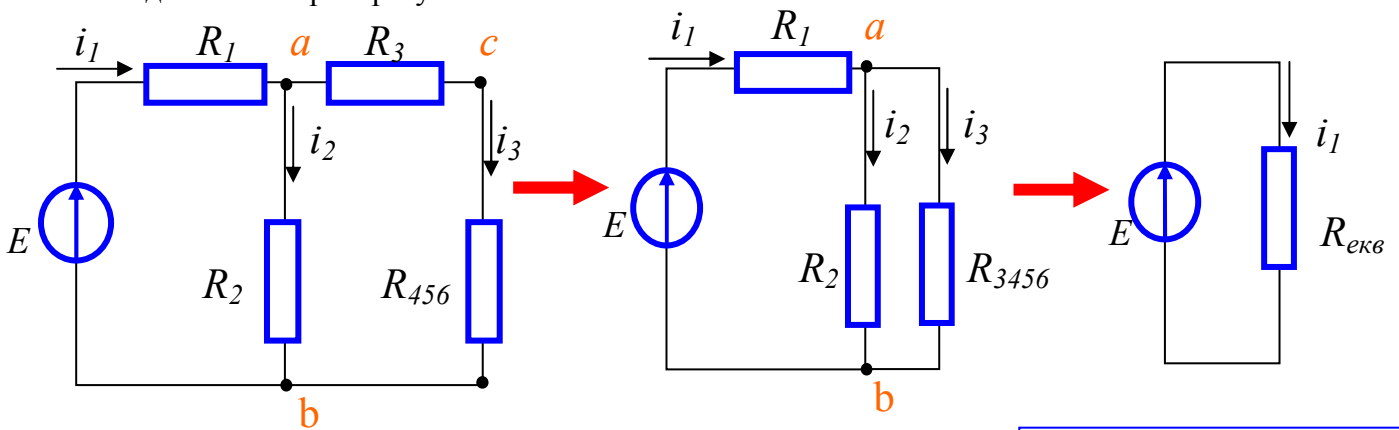 i₁ R₁ a R₃ c
i₂ i₃
E R₂ R₄₅₆
b
i₁ R₁ a
i₂ i₃
E R₂ R₃₄₅₆
b
i₁
E Rекв